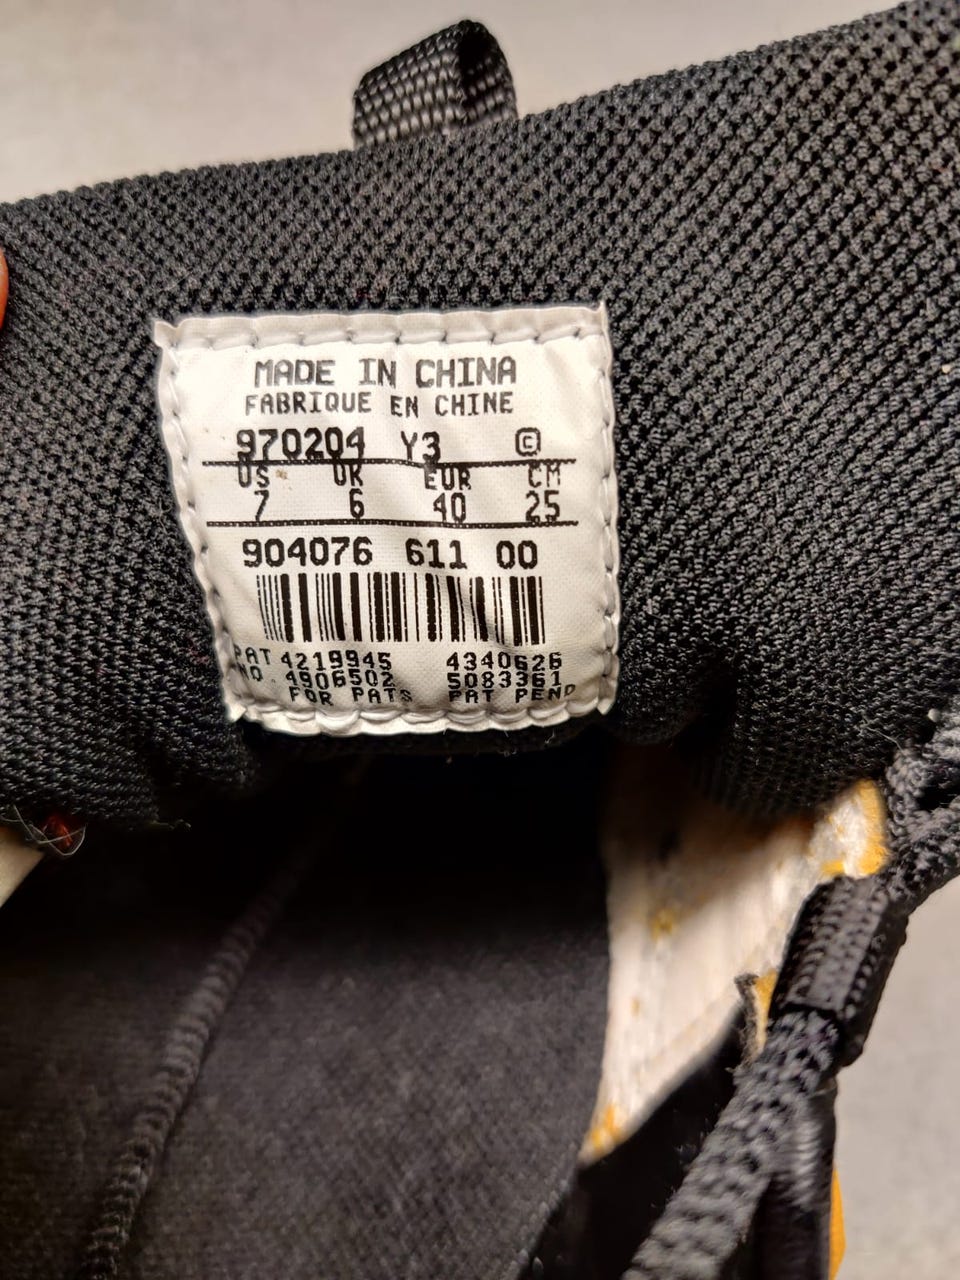 MADE IN CHINA
FABRIQUE EN CHINE
970204 Y3 ©
US UK EUR CM
7 6 40 25
904076 611 00
PAT 4219945 4340626
NO. 4906502 5083361
FOR PATS PAT PEND